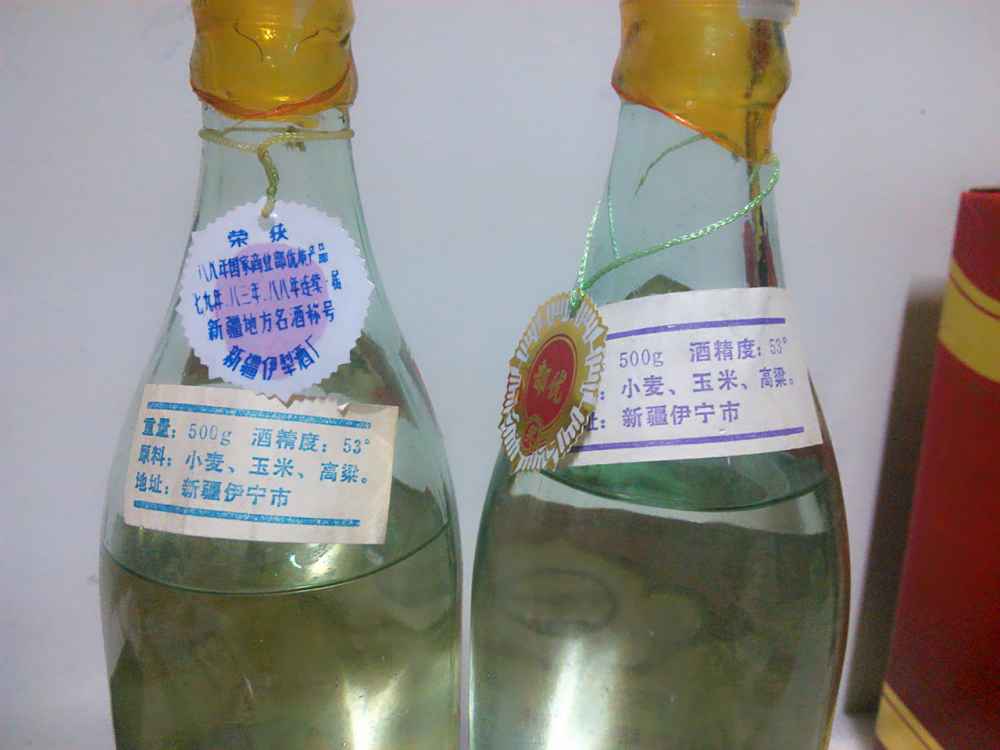 荣获
八八年国家商业部优质产品
七九年.八三年.八八年连续三届
新疆地方名酒称号
新疆伊犁酒厂
重量：500g 酒精度：53°
原料：小麦、玉米、高粱。
地址：新疆伊宁市
部优
500g 酒精度：53°
：小麦、玉米、高粱。
址：新疆伊宁市